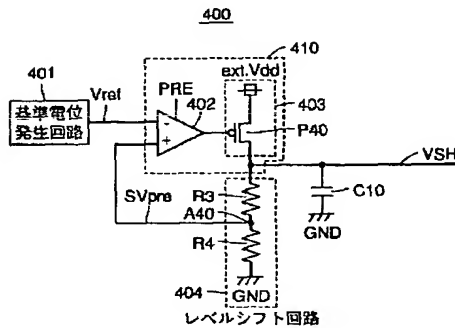 400
410
401
ext.Vdd
Vref
PRE
402
403
基準電位
発生回路
-
+
P40
VSH
SVpre
R3
A40
C10
R4
GND
404
GND
レベルシフト回路